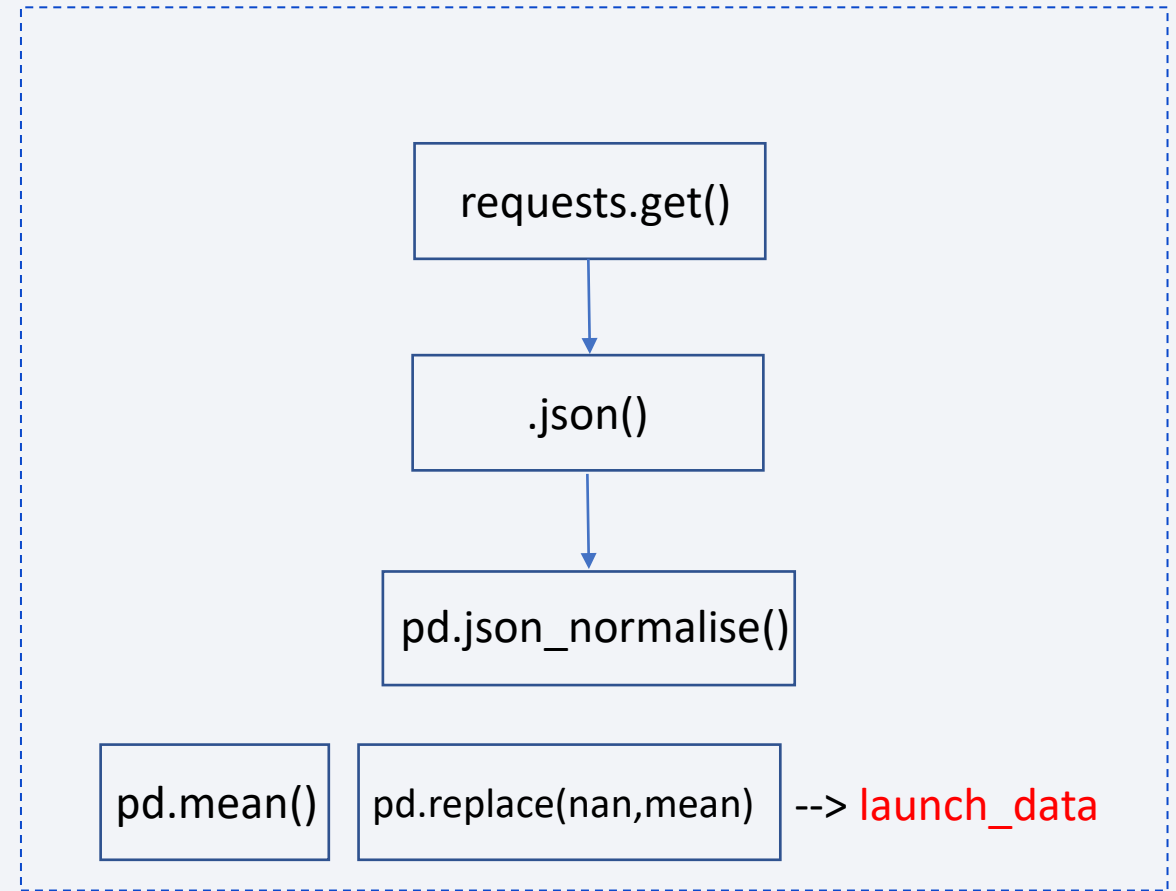 requests.get()
.json()
pd.json_normalise()
pd.mean() pd.replace(nan,mean) --> launch_data